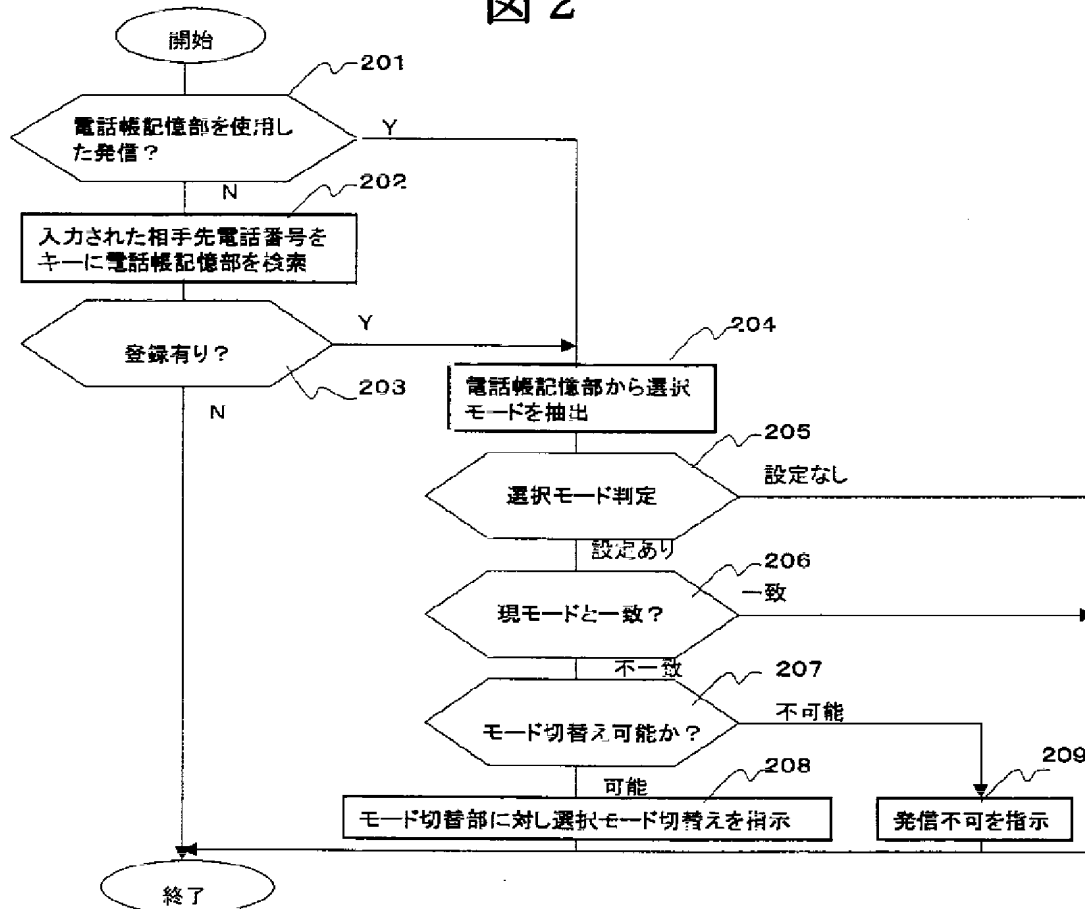 図2
開始
201
電話帳記憶部を使用し
た発信？
Y
N
202
入力された相手先電話番号を
キーに電話帳記憶部を検索
登録有り？
Y
203
N
204
電話帳記憶部から選択
モードを抽出
205
選択モード判定
設定なし
設定あり
206
現モードと一致？
一致
不一致
207
モード切替え可能か？
不可能
可能
208
209
モード切替部に対し選択モード切替えを指示
発信不可を指示
終了